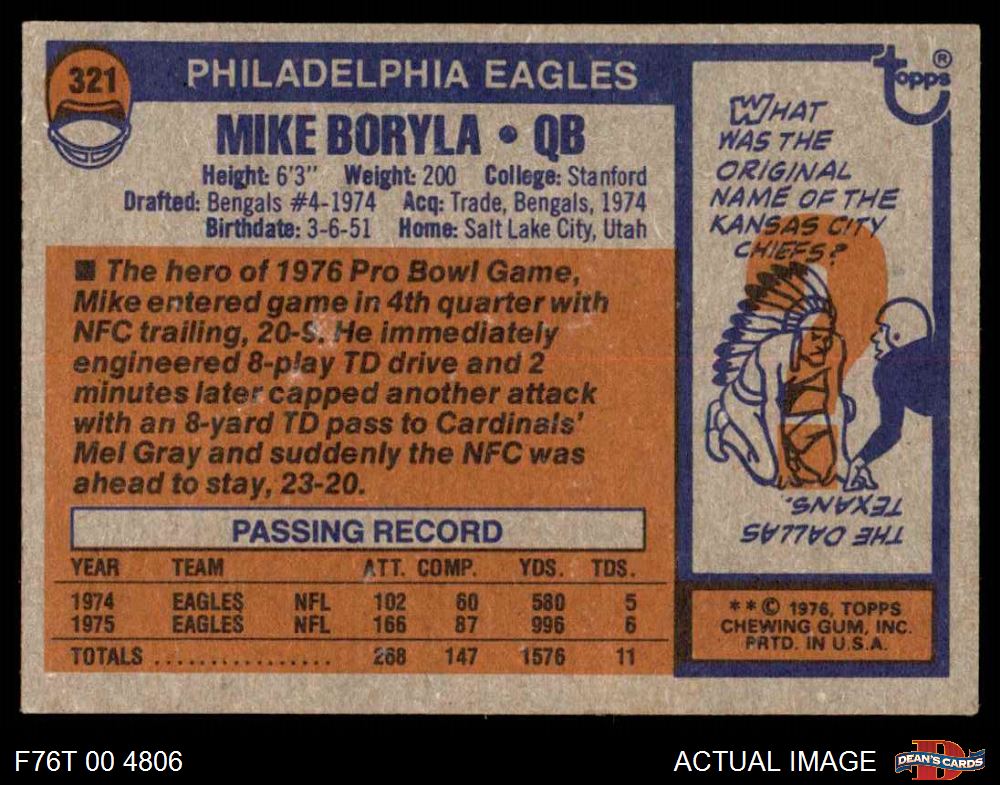 321
PHILADELPHIA EAGLES
MIKE BORYLA • QB
Height: 6'3" Weight: 200 College: Stanford
Drafted: Bengals #4-1974 Acq: Trade, Bengals, 1974
Birthdate: 3-6-51 Home: Salt Lake City, Utah
■ The hero of 1976 Pro Bowl Game,
Mike entered game in 4th quarter with
NFC trailing, 20-9. He immediately
engineered 8-play TD drive and 2
minutes later capped another attack
with an 8-yard TD pass to Cardinals'
Mel Gray and suddenly the NFC was
ahead to stay, 23-20.
PASSING RECORD
YEAR TEAM ATT. COMP. YDS. TDS.
1974 EAGLES NFL 102 60 580 5
1975 EAGLES NFL 166 87 996 6
TOTALS ................ 268 147 1576 11
Topps®
WHAT
WAS THE
ORIGINAL
NAME OF THE
KANSAS CITY
CHIEFS?
THE DALLAS
TEXANS.
**© 1976, TOPPS
CHEWING GUM, INC.
PRTD. IN U.S.A.
F76T 00 4806
ACTUAL IMAGE
D
DEAN'S CARDS